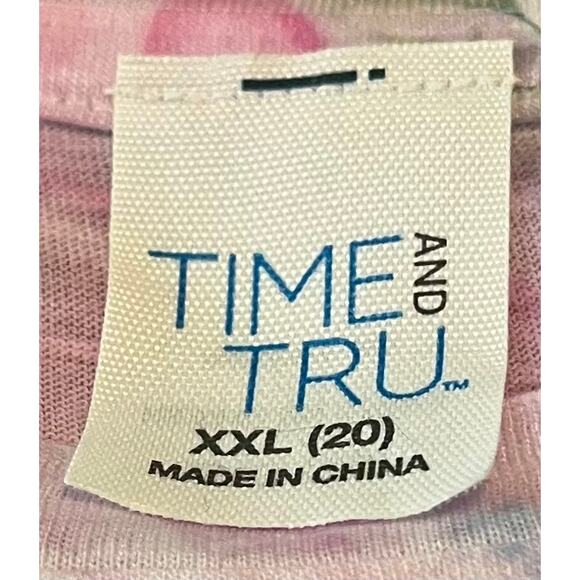 TIME AND
TRU™
XXL (20)
MADE IN CHINA